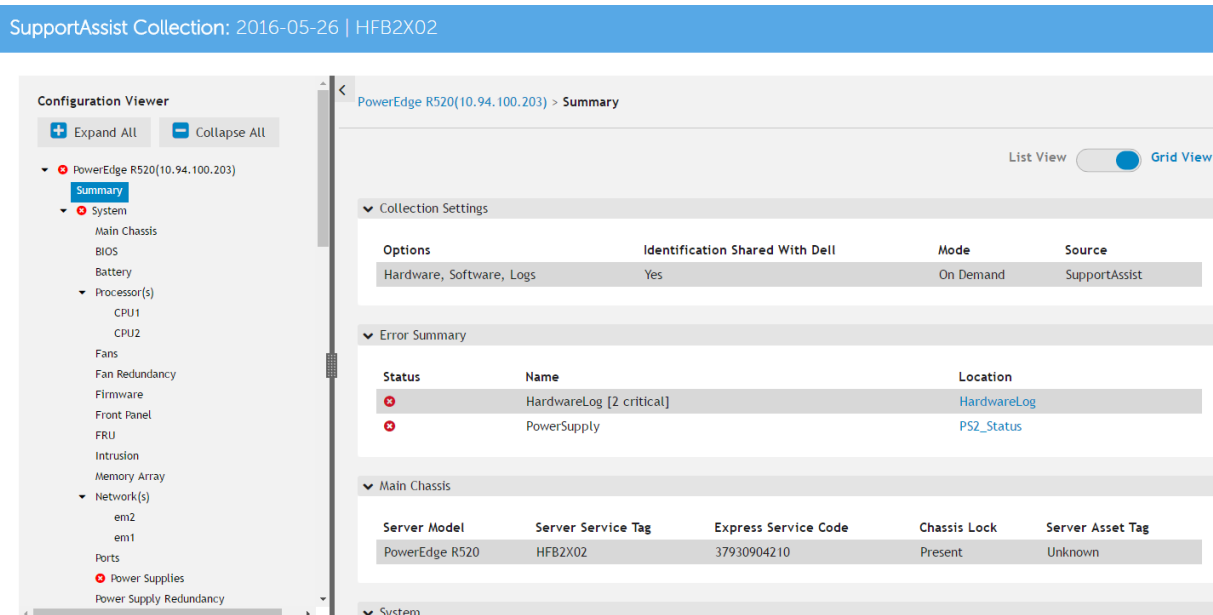 SupportAssist Collection: 2016-05-26 | HFB2X02
Configuration Viewer
Expand All Collapse All
PowerEdge R520(10.94.100.203)
Summary
System
Main Chassis
BIOS
Battery
Processor(s)
CPU1
CPU2
Fans
Fan Redundancy
Firmware
Front Panel
FRU
Intrusion
Memory Array
Network(s)
em2
em1
Ports
Power Supplies
Power Supply Redundancy
PowerEdge R520(10.94.100.203) > Summary
List View Grid View
Collection Settings
Options Identification Shared With Dell Mode Source
Hardware, Software, Logs Yes On Demand SupportAssist
Error Summary
Status Name Location
HardwareLog [2 critical] HardwareLog
PowerSupply PS2_Status
Main Chassis
Server Model Server Service Tag Express Service Code Chassis Lock Server Asset Tag
PowerEdge R520 HFB2X02 37930904210 Present Unknown
System